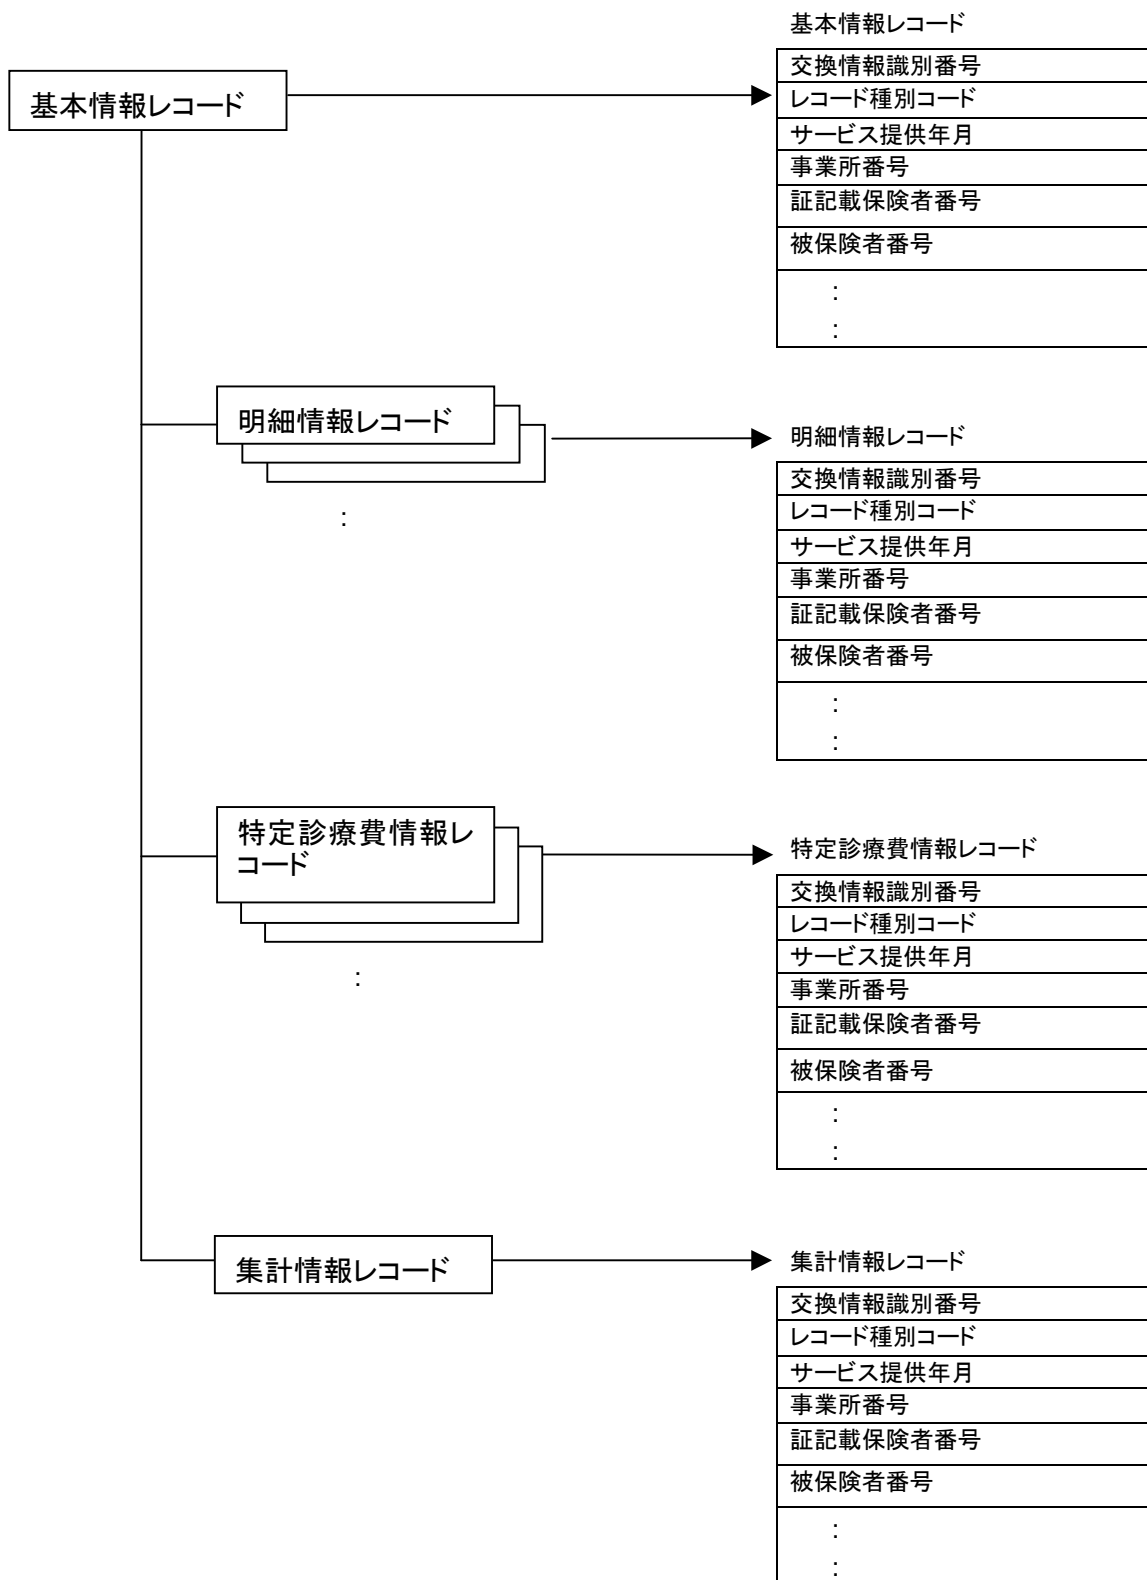 基本情報レコード
基本情報レコード
交換情報識別番号
レコード種別コード
サービス提供年月
事業所番号
証記載保険者番号
被保険者番号
:
:
明細情報レコード
:
明細情報レコード
交換情報識別番号
レコード種別コード
サービス提供年月
事業所番号
証記載保険者番号
被保険者番号
:
:
特定診療費情報レ
コード
:
特定診療費情報レコード
交換情報識別番号
レコード種別コード
サービス提供年月
事業所番号
証記載保険者番号
被保険者番号
:
:
集計情報レコード
集計情報レコード
交換情報識別番号
レコード種別コード
サービス提供年月
事業所番号
証記載保険者番号
被保険者番号
:
: